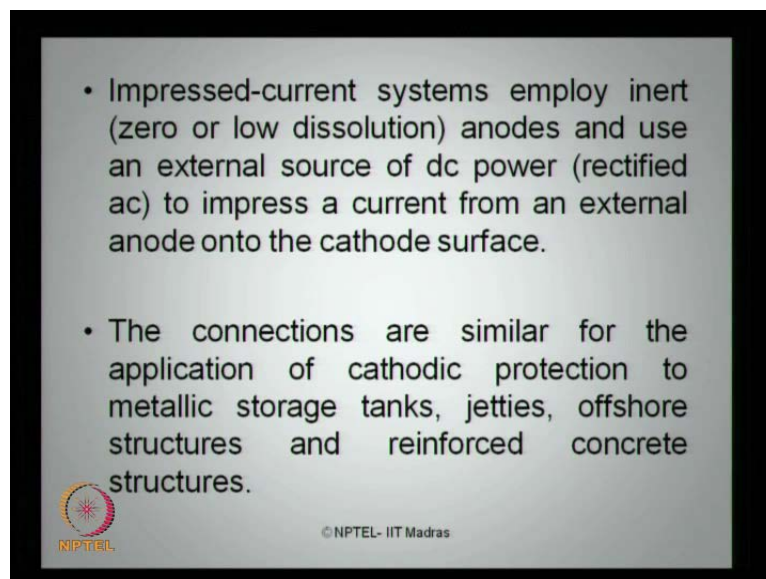 • Impressed-current systems employ inert
(zero or low dissolution) anodes and use
an external source of dc power (rectified
ac) to impress a current from an external
anode onto the cathode surface.
• The connections are similar for the
application of cathodic protection to
metallic storage tanks, jetties, offshore
structures and reinforced concrete
structures.
NPTEL
©NPTEL- IIT Madras